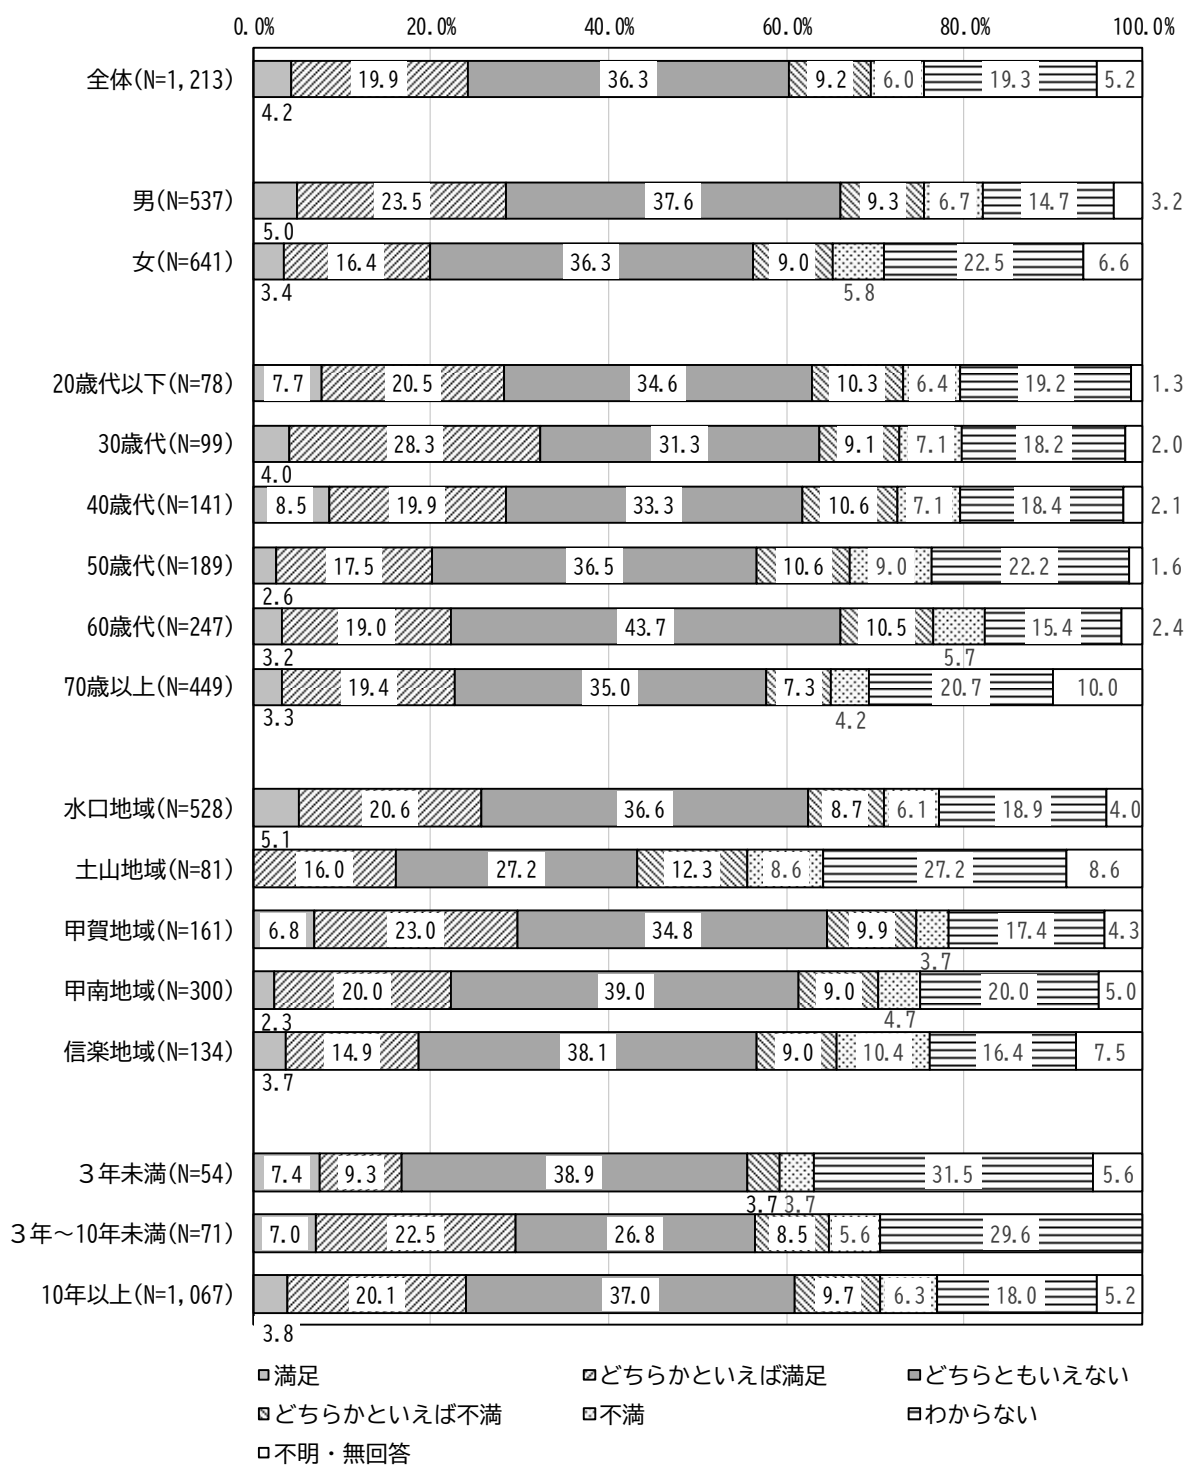 0.0% 20.0% 40.0% 60.0% 80.0% 100.0%
全体(N=1,213) 19.9 36.3 9.2 6.0 19.3 5.2
4.2
男(N=537) 23.5 37.6 9.3 6.7 14.7 3.2
5.0
女(N=641) 16.4 36.3 9.0 22.5 6.6
3.4 5.8
20歳代以下(N=78) 7.7 20.5 34.6 10.3 6.4 19.2 1.3
30歳代(N=99) 28.3 31.3 9.1 7.1 18.2 2.0
4.0
40歳代(N=141) 8.5 19.9 33.3 10.6 7.1 18.4 2.1
50歳代(N=189) 17.5 36.5 10.6 9.0 22.2 1.6
2.6
60歳代(N=247) 19.0 43.7 10.5 15.4 2.4
3.2 5.7
70歳以上(N=449) 19.4 35.0 7.3 20.7 10.0
3.3 4.2
水口地域(N=528) 20.6 36.6 8.7 6.1 18.9 4.0
5.1
土山地域(N=81) 16.0 27.2 12.3 8.6 27.2 8.6
甲賀地域(N=161) 6.8 23.0 34.8 9.9 17.4 4.3
3.7
甲南地域(N=300) 20.0 39.0 9.0 20.0 5.0
2.3 4.7
信楽地域(N=134) 14.9 38.1 9.0 10.4 16.4 7.5
3.7
３年未満(N=54) 7.4 9.3 38.9 31.5 5.6
3.7 3.7
３年～10年未満(N=71) 7.0 22.5 26.8 8.5 5.6 29.6
10年以上(N=1,067) 20.1 37.0 9.7 6.3 18.0 5.2
3.8
満足 どちらかといえば満足 どちらともいえない
どちらかといえば不満 不満 わからない
不明・無回答